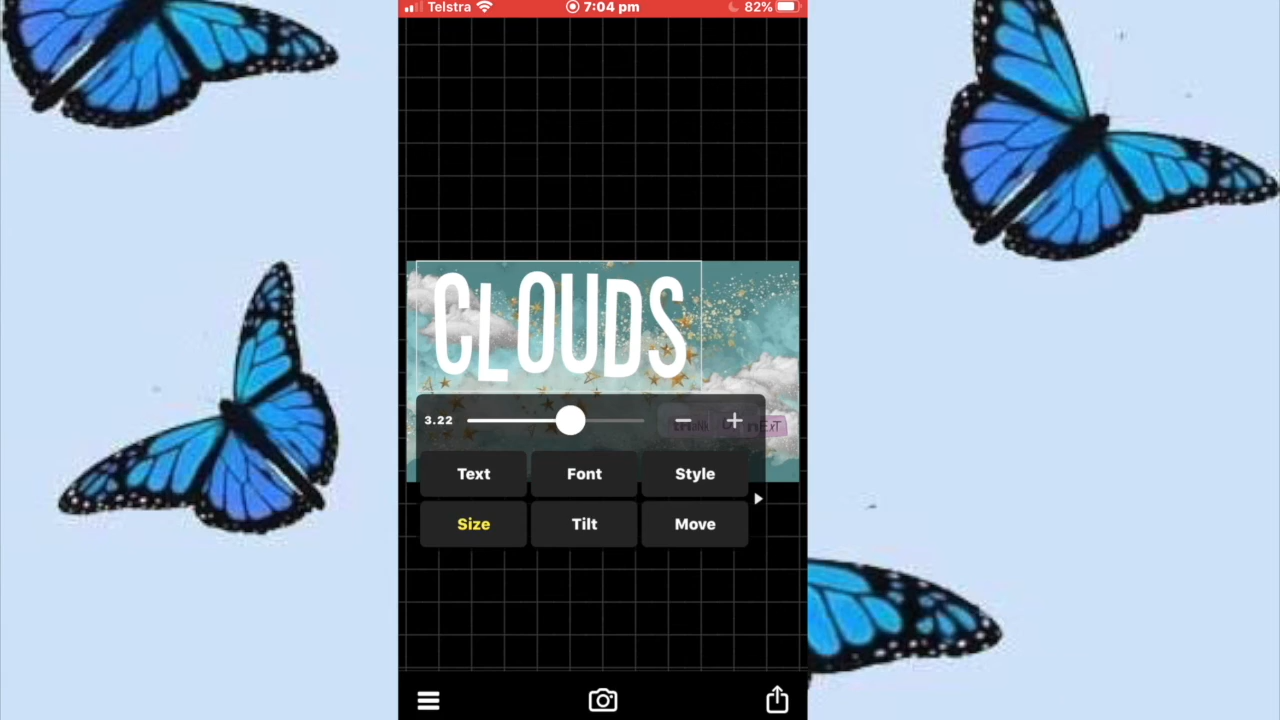 Telstra 7:04 pm 82%
CLOUDS
3.22
Text Font Style
Size Tilt Move